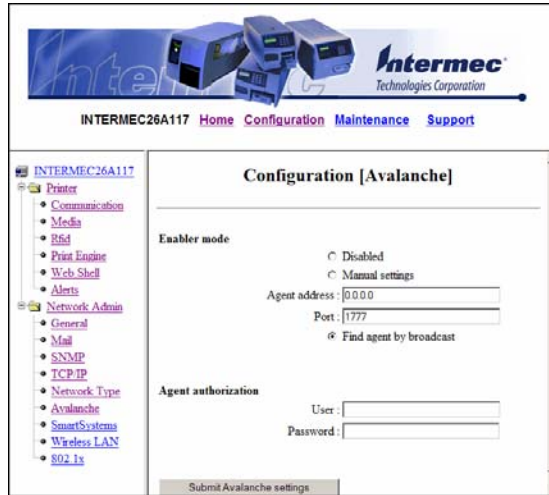 Intermec
Intermec
Technologies Corporation
INTERMEC26A117 Home Configuration Maintenance Support
INTERMEC26A117
Printer
Communication
Media
Rfid
Print Engine
Web Shell
Alerts
Network Admin
General
Mail
SNMP
TCP/IP
Network Type
Avalanche
SmartSystems
Wireless LAN
802.1x
Configuration [Avalanche]
Enabler mode
Disabled
Manual settings
Agent address : 0.0.0.0
Port : 1777
Find agent by broadcast
Agent authorization
User :
Password :
Submit Avalanche settings